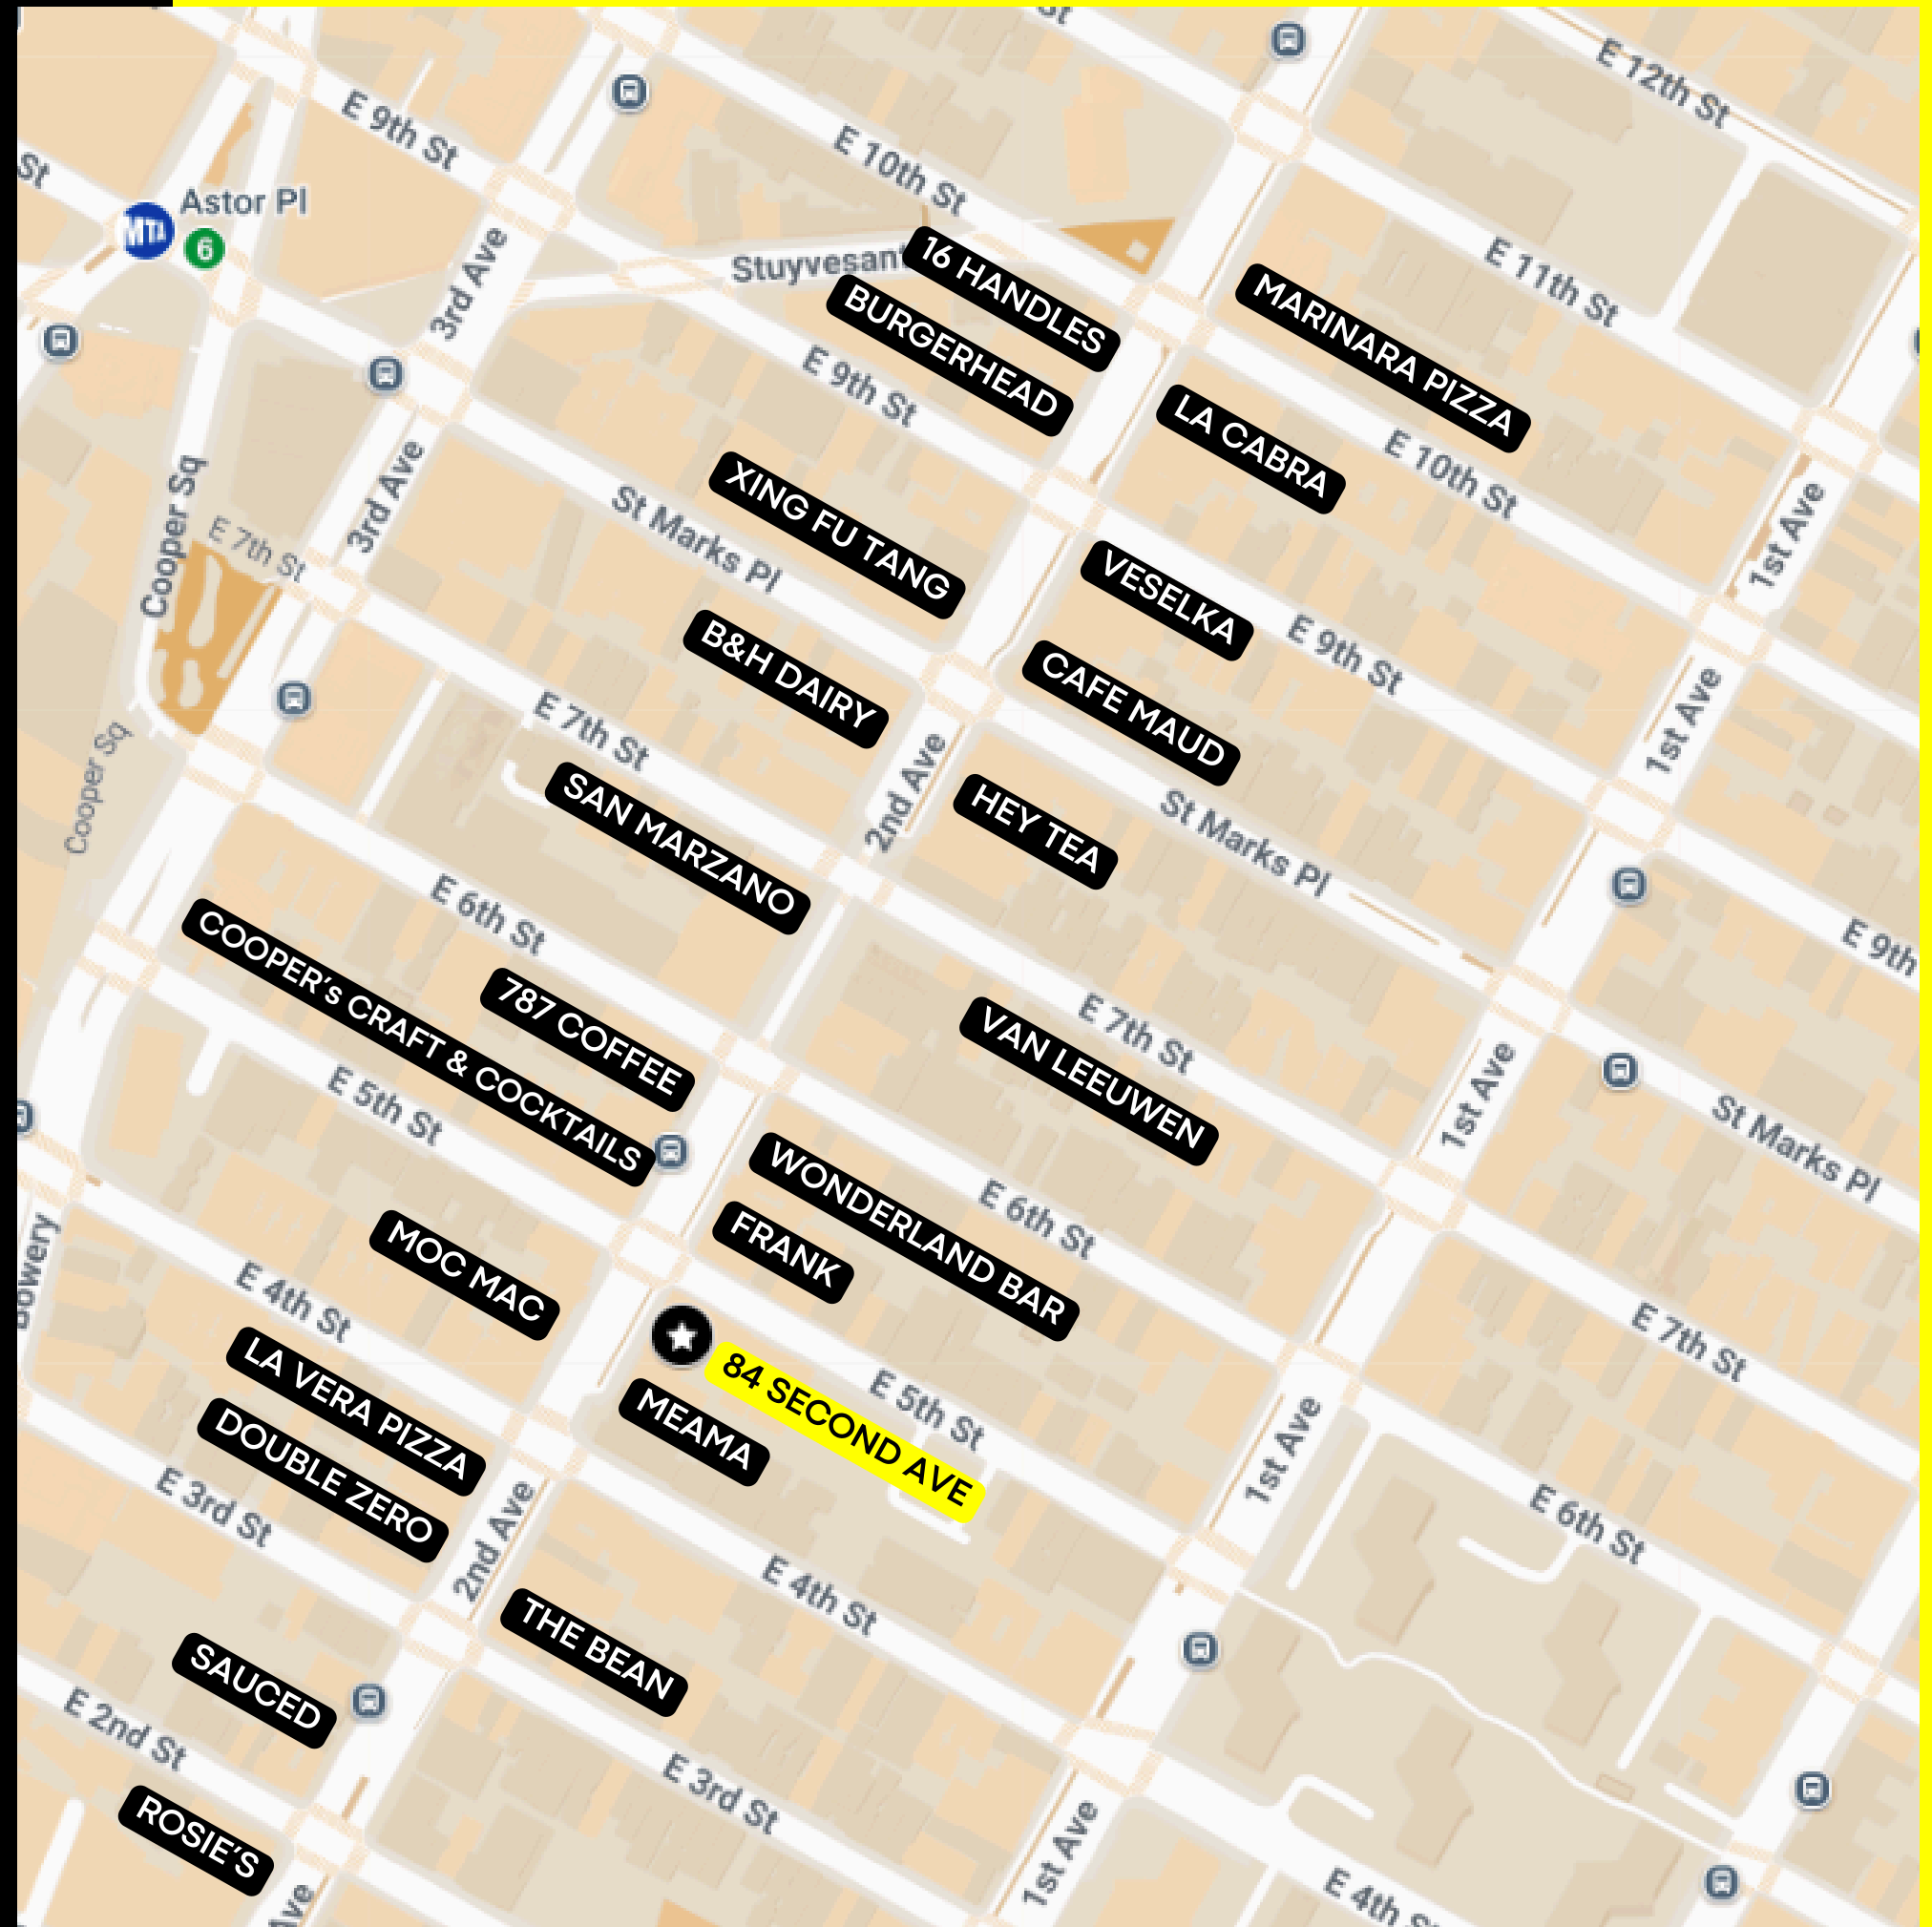 St
E 12th St
E 9th St
E 10th St
St
Astor Pl
MTA
6
3rd Ave
Stuyvesant
16 HANDLES
E 11th St
MARINARA PIZZA
BURGERHEAD
E 9th St
LA CABRA
E 10th St
3rd Ave
Cooper Sq
XING FU TANG
St Marks Pl
1st Ave
E 7th St
VESELKA
E 9th St
B&H DAIRY
CAFE MAUD
1st Ave
E 7th St
Cooper Sq
2nd Ave
HEY TEA
St Marks Pl
SAN MARZANO
E 6th St
E 9th
COOPER's CRAFT & COCKTAILS
787 COFFEE
VAN LEEUWEN
E 7th St
1st Ave
E 5th St
St Marks Pl
WONDERLAND BAR
E 6th St
FRANK
MOC MAC
Bowery
E 4th St
E 7th St
84 SECOND AVE
E 5th St
LA VERA PIZZA
MEAMA
1st Ave
DOUBLE ZERO
E 3rd St
2nd Ave
E 6th St
E 4th St
THE BEAN
SAUCED
E 2nd St
E 3rd St
ROSIE'S
1st Ave
E 4th St
Ave